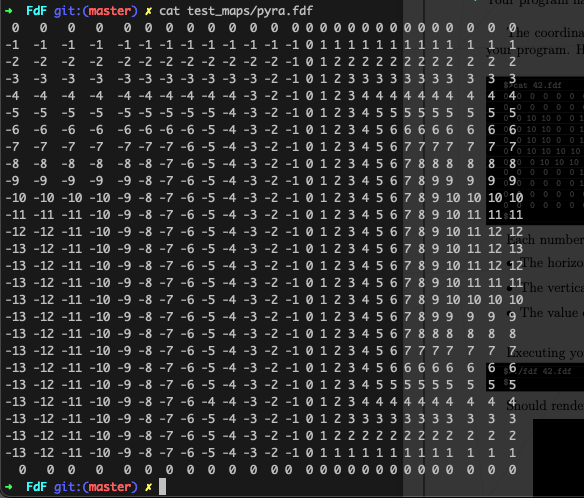 ➜ FdF git:(master) ✗ cat test_maps/pyra.fdf
0 0 0 0 0 0 0 0 0 0 0 0 0 0 0 0 0 0 0 0 0 0 0 0 0 0 0
-1 -1 -1 -1 -1 -1 -1 -1 -1 -1 -1 -1 -1 0 1 1 1 1 1 1 1 1 1 1 1 1 1
-2 -2 -2 -2 -2 -2 -2 -2 -2 -2 -2 -2 -1 0 1 2 2 2 2 2 2 2 2 2 2 2 2
-3 -3 -3 -3 -3 -3 -3 -3 -3 -3 -3 -2 -1 0 1 2 3 3 3 3 3 3 3 3 3 3 3
-4 -4 -4 -4 -4 -4 -4 -4 -4 -4 -3 -2 -1 0 1 2 3 4 4 4 4 4 4 4 4 4 4
-5 -5 -5 -5 -5 -5 -5 -5 -5 -4 -3 -2 -1 0 1 2 3 4 5 5 5 5 5 5 5 5 5
-6 -6 -6 -6 -6 -6 -6 -6 -5 -4 -3 -2 -1 0 1 2 3 4 5 6 6 6 6 6 6 6 6
-7 -7 -7 -7 -7 -7 -7 -6 -5 -4 -3 -2 -1 0 1 2 3 4 5 6 7 7 7 7 7 7 7
-8 -8 -8 -8 -8 -8 -7 -6 -5 -4 -3 -2 -1 0 1 2 3 4 5 6 7 8 8 8 8 8 8
-9 -9 -9 -9 -9 -8 -7 -6 -5 -4 -3 -2 -1 0 1 2 3 4 5 6 7 8 9 9 9 9 9
-10 -10 -10 -10 -9 -8 -7 -6 -5 -4 -3 -2 -1 0 1 2 3 4 5 6 7 8 9 10 10 10 10
-11 -11 -11 -10 -9 -8 -7 -6 -5 -4 -3 -2 -1 0 1 2 3 4 5 6 7 8 9 10 11 11 11
-12 -12 -11 -10 -9 -8 -7 -6 -5 -4 -3 -2 -1 0 1 2 3 4 5 6 7 8 9 10 11 12 12
-13 -12 -11 -10 -9 -8 -7 -6 -5 -4 -3 -2 -1 0 1 2 3 4 5 6 7 8 9 10 11 12 13
-13 -12 -11 -10 -9 -8 -7 -6 -5 -4 -3 -2 -1 0 1 2 3 4 5 6 7 8 9 10 11 12 12
-13 -12 -11 -10 -9 -8 -7 -6 -5 -4 -3 -2 -1 0 1 2 3 4 5 6 7 8 9 10 11 11 11
-13 -12 -11 -10 -9 -8 -7 -6 -5 -4 -3 -2 -1 0 1 2 3 4 5 6 7 8 9 10 10 10 10
-13 -12 -11 -10 -9 -8 -7 -6 -5 -4 -3 -2 -1 0 1 2 3 4 5 6 7 8 9 9 9 9 9
-13 -12 -11 -10 -9 -8 -7 -6 -5 -4 -3 -2 -1 0 1 2 3 4 5 6 7 8 8 8 8 8 8
-13 -12 -11 -10 -9 -8 -7 -6 -5 -4 -3 -2 -1 0 1 2 3 4 5 6 7 7 7 7 7 7 7
-13 -12 -11 -10 -9 -8 -7 -6 -5 -4 -3 -2 -1 0 1 2 3 4 5 6 6 6 6 6 6 6 6
-13 -12 -11 -10 -9 -8 -7 -6 -5 -4 -3 -2 -1 0 1 2 3 4 5 5 5 5 5 5 5 5 5
-13 -12 -11 -10 -9 -8 -7 -6 -4 -4 -3 -2 -1 0 1 2 3 4 4 4 4 4 4 4 4 4 4
-13 -12 -11 -10 -9 -8 -7 -6 -5 -4 -3 -2 -1 0 1 2 3 3 3 3 3 3 3 3 3 3 3
-13 -12 -11 -10 -9 -8 -7 -6 -5 -4 -3 -2 -1 0 1 2 2 2 2 2 2 2 2 2 2 2 2
-13 -12 -11 -10 -9 -8 -7 -6 -5 -4 -3 -2 -1 0 1 1 1 1 1 1 1 1 1 1 1 1 1
0 0 0 0 0 0 0 0 0 0 0 0 0 0 0 0 0 0 0 0 0 0 0 0 0 0 0
➜ FdF git:(master) ✗
Your program ha
The coordina
your program. H
$>cat 42.fdf
Each number
• The horizo
• The vertica
• The value
Executing yo
/fdf 42.fdf
Should rende